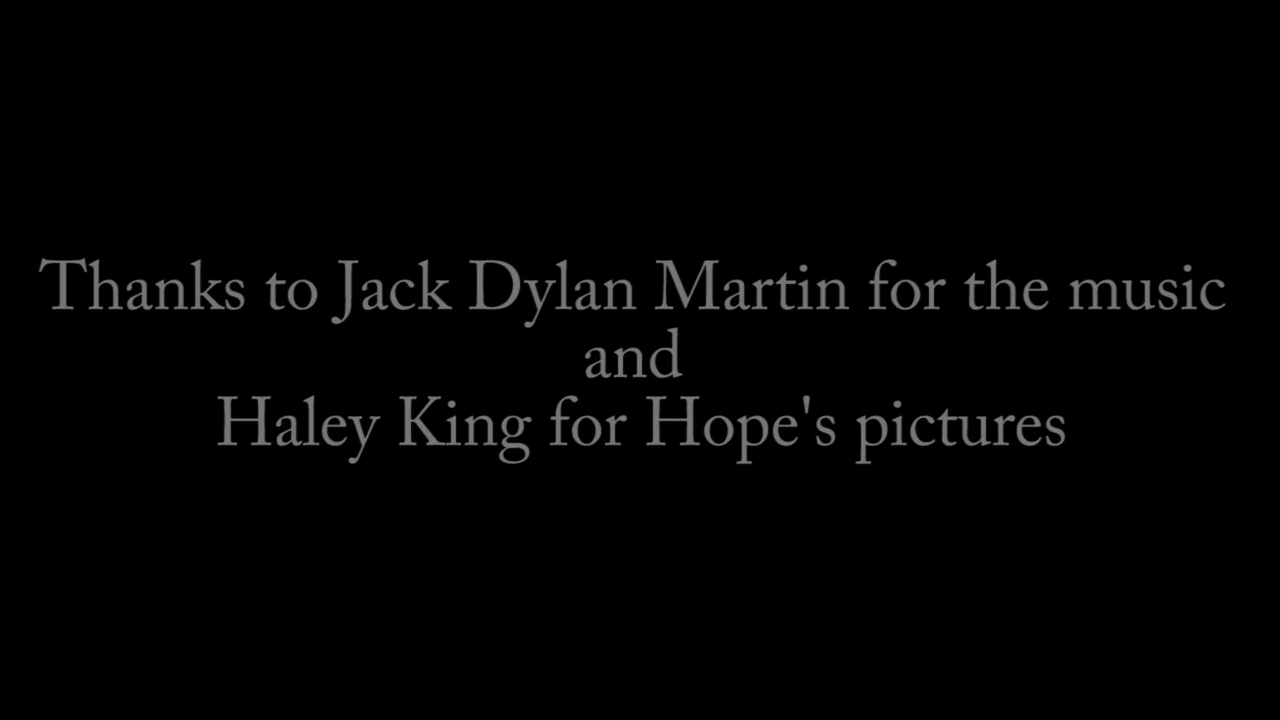 Thanks to Jack Dylan Martin for the music
and
Haley King for Hope's pictures